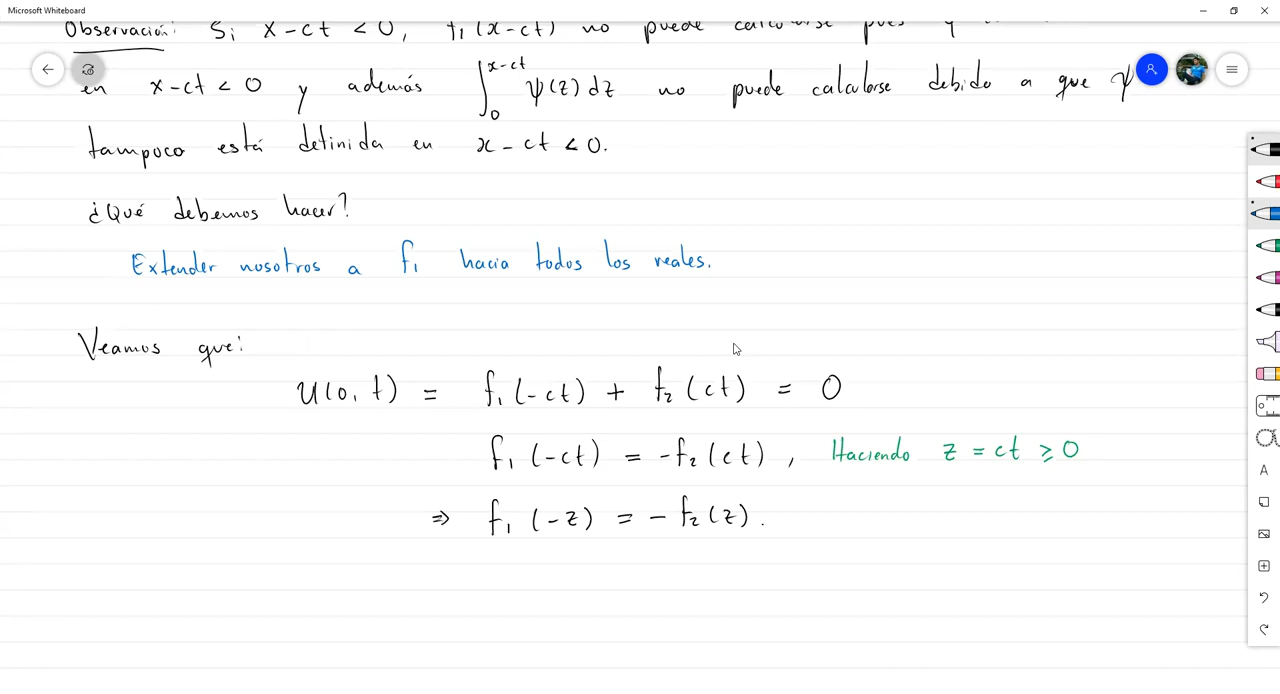 Microsoft Whiteboard
Observación: Si x-ct < 0, f₁(x-ct) no puede calcularse pues
en x-ct < 0 y además ∫₀^{x-ct} ψ(z) dz no puede calcularse debido a que ψ
tampoco está definida en x-ct < 0.
¿Qué debemos hacer?
Extender nosotros a f₁ hacia todos los reales.
Veamos que:
u(0,t) = f₁(-ct) + f₂(ct) = 0
f₁(-ct) = -f₂(ct), Haciendo z = ct ≥ 0
⇒ f₁(-z) = -f₂(z).
A